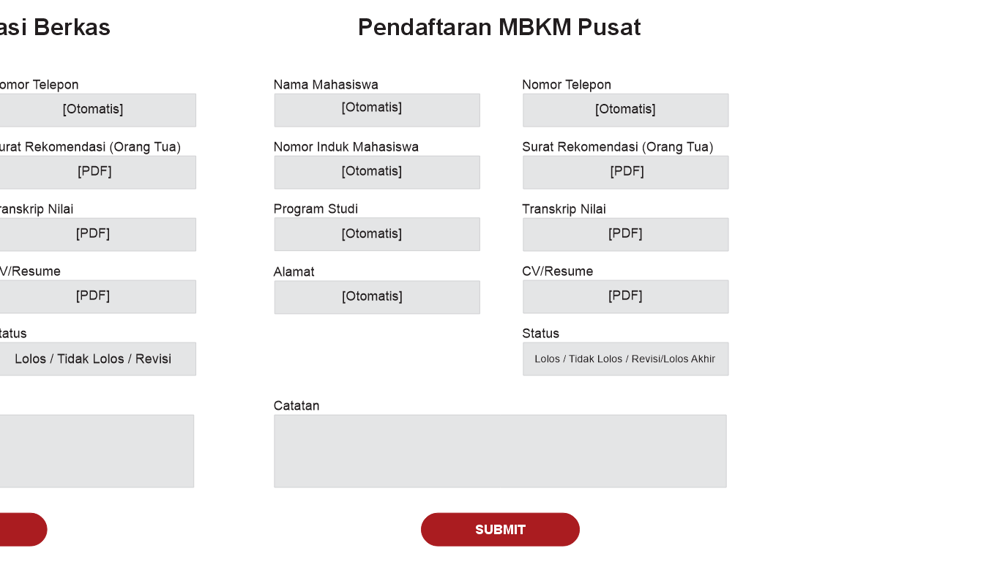 asi Berkas
omor Telepon
[Otomatis]
urat Rekomendasi (Orang Tua)
[PDF]
ranskrip Nilai
[PDF]
V/Resume
[PDF]
tatus
Lolos / Tidak Lolos / Revisi
Pendaftaran MBKM Pusat
Nama Mahasiswa
[Otomatis]
Nomor Induk Mahasiswa
[Otomatis]
Program Studi
[Otomatis]
Alamat
[Otomatis]
Nomor Telepon
[Otomatis]
Surat Rekomendasi (Orang Tua)
[PDF]
Transkrip Nilai
[PDF]
CV/Resume
[PDF]
Status
Lolos / Tidak Lolos / Revisi/Lolos Akhir
Catatan
SUBMIT